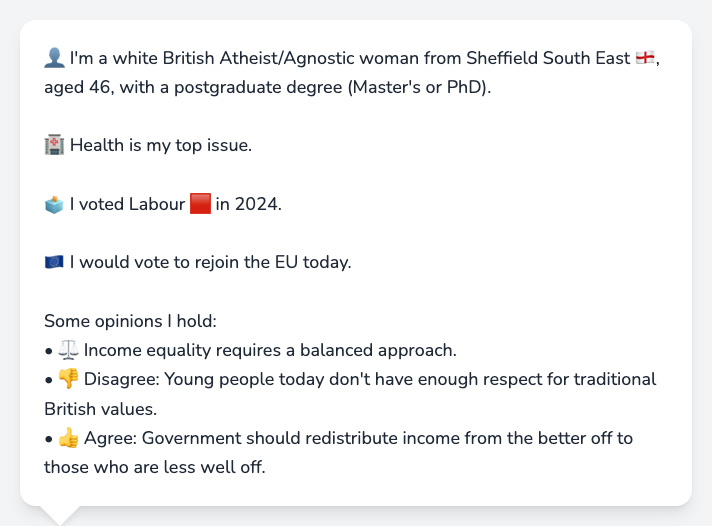 👤 I'm a white British Atheist/Agnostic woman from Sheffield South East 🏴󠁧󠁢󠁥󠁮󠁧󠁿,
aged 46, with a postgraduate degree (Master's or PhD).
🏥 Health is my top issue.
🗳️ I voted Labour 🟥 in 2024.
🇪🇺 I would vote to rejoin the EU today.
Some opinions I hold:
• ⚖️ Income equality requires a balanced approach.
• 👎 Disagree: Young people today don't have enough respect for traditional
British values.
• 👍 Agree: Government should redistribute income from the better off to
those who are less well off.